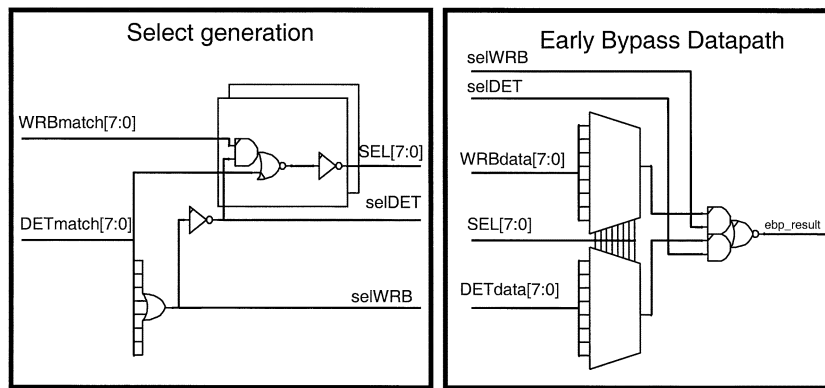 Select generation
WRBmatch[7:0]
SEL[7:0]
selDET
DETmatch[7:0]
selWRB
Early Bypass Datapath
selWRB
selDET
WRBdata[7:0]
SEL[7:0]
ebp_result
DETdata[7:0]